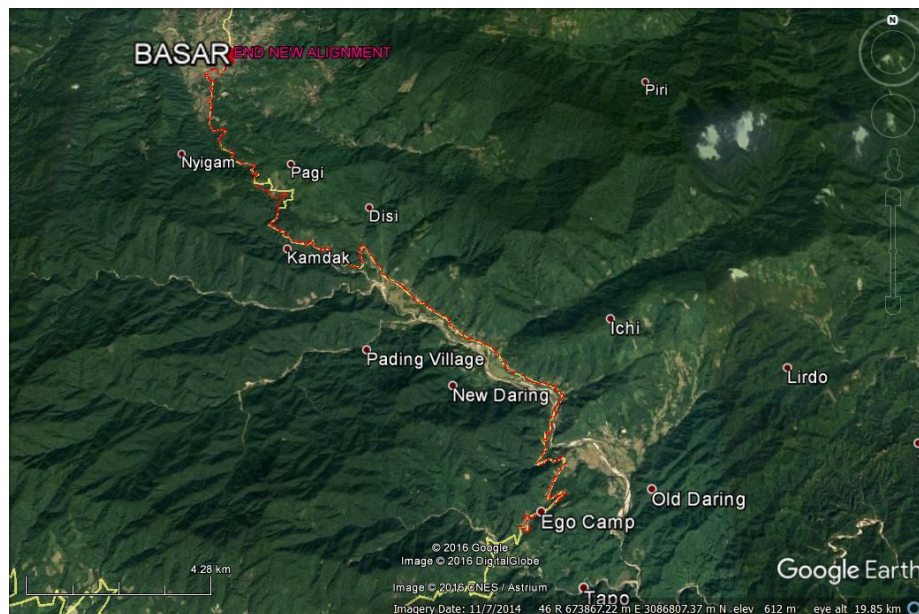 N
BASAR
END NEW ALIGNMENT
Piri
Nyigam
Pagi
Disi
Kamdak
Ichi
Pading Village
Lirdo
New Daring
Old Daring
Ego Camp
© 2016 Google
Image © 2016 DigitalGlobe
4.28 km
Google Earth
Image © 2016 CNES / Astrium
Tapo
Imagery Date: 11/7/2014 46 R 673867.22 m E 3086807.37 m N elev 612 m eye alt 19.85 km